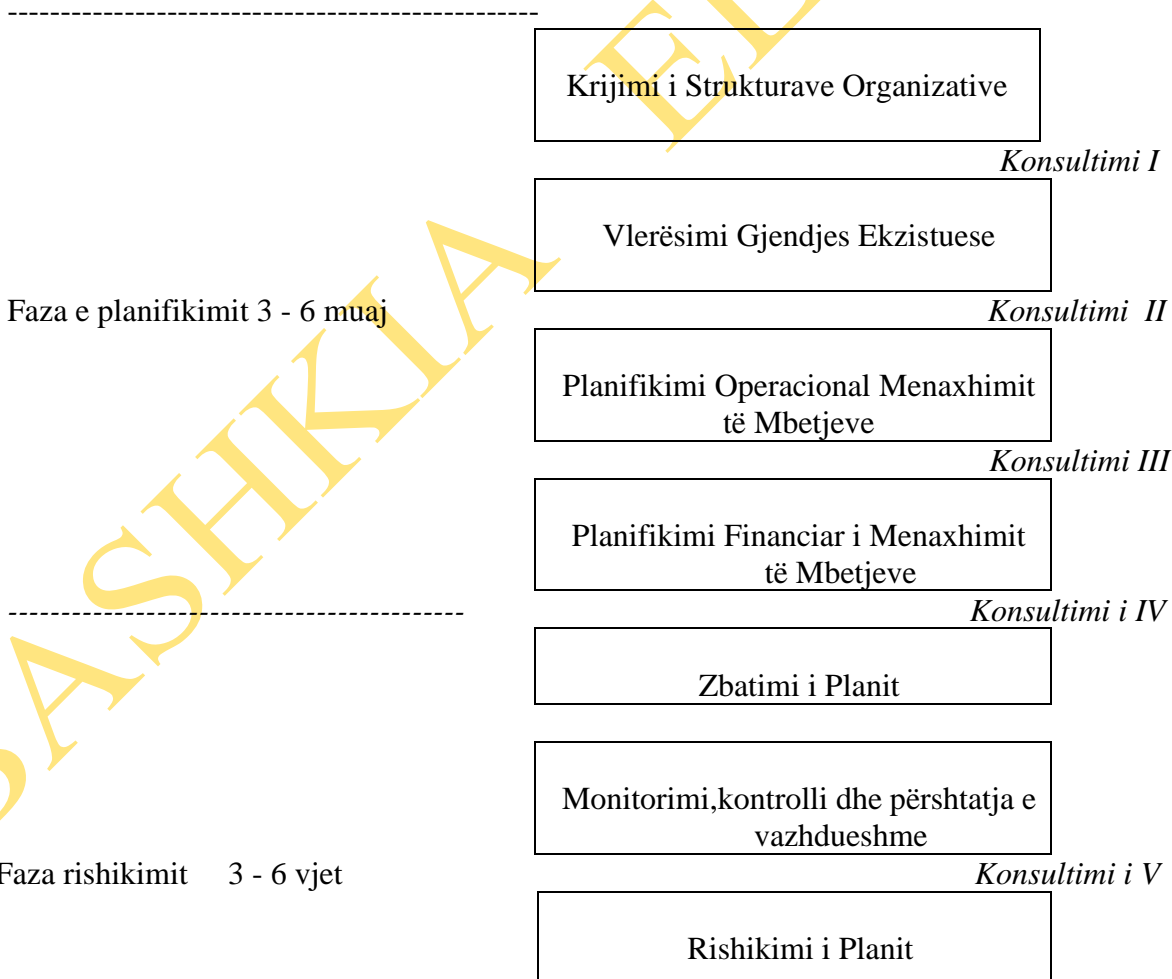 --------------------------------------------------
Krijimi i Strukturave Organizative
Konsultimi I
Vlerësimi Gjendjes Ekzistuese
Faza e planifikimit 3 - 6 muaj
Konsultimi II
Planifikimi Operacional Menaxhimit
të Mbetjeve
Konsultimi III
Planifikimi Financiar i Menaxhimit
të Mbetjeve
-------------------------------------------
Konsultimi i IV
Zbatimi i Planit
Monitorimi,kontrolli dhe përshtatja e
vazhdueshme
Faza rishikimit 3 - 6 vjet
Konsultimi i V
Rishikimi i Planit
BASHKIA